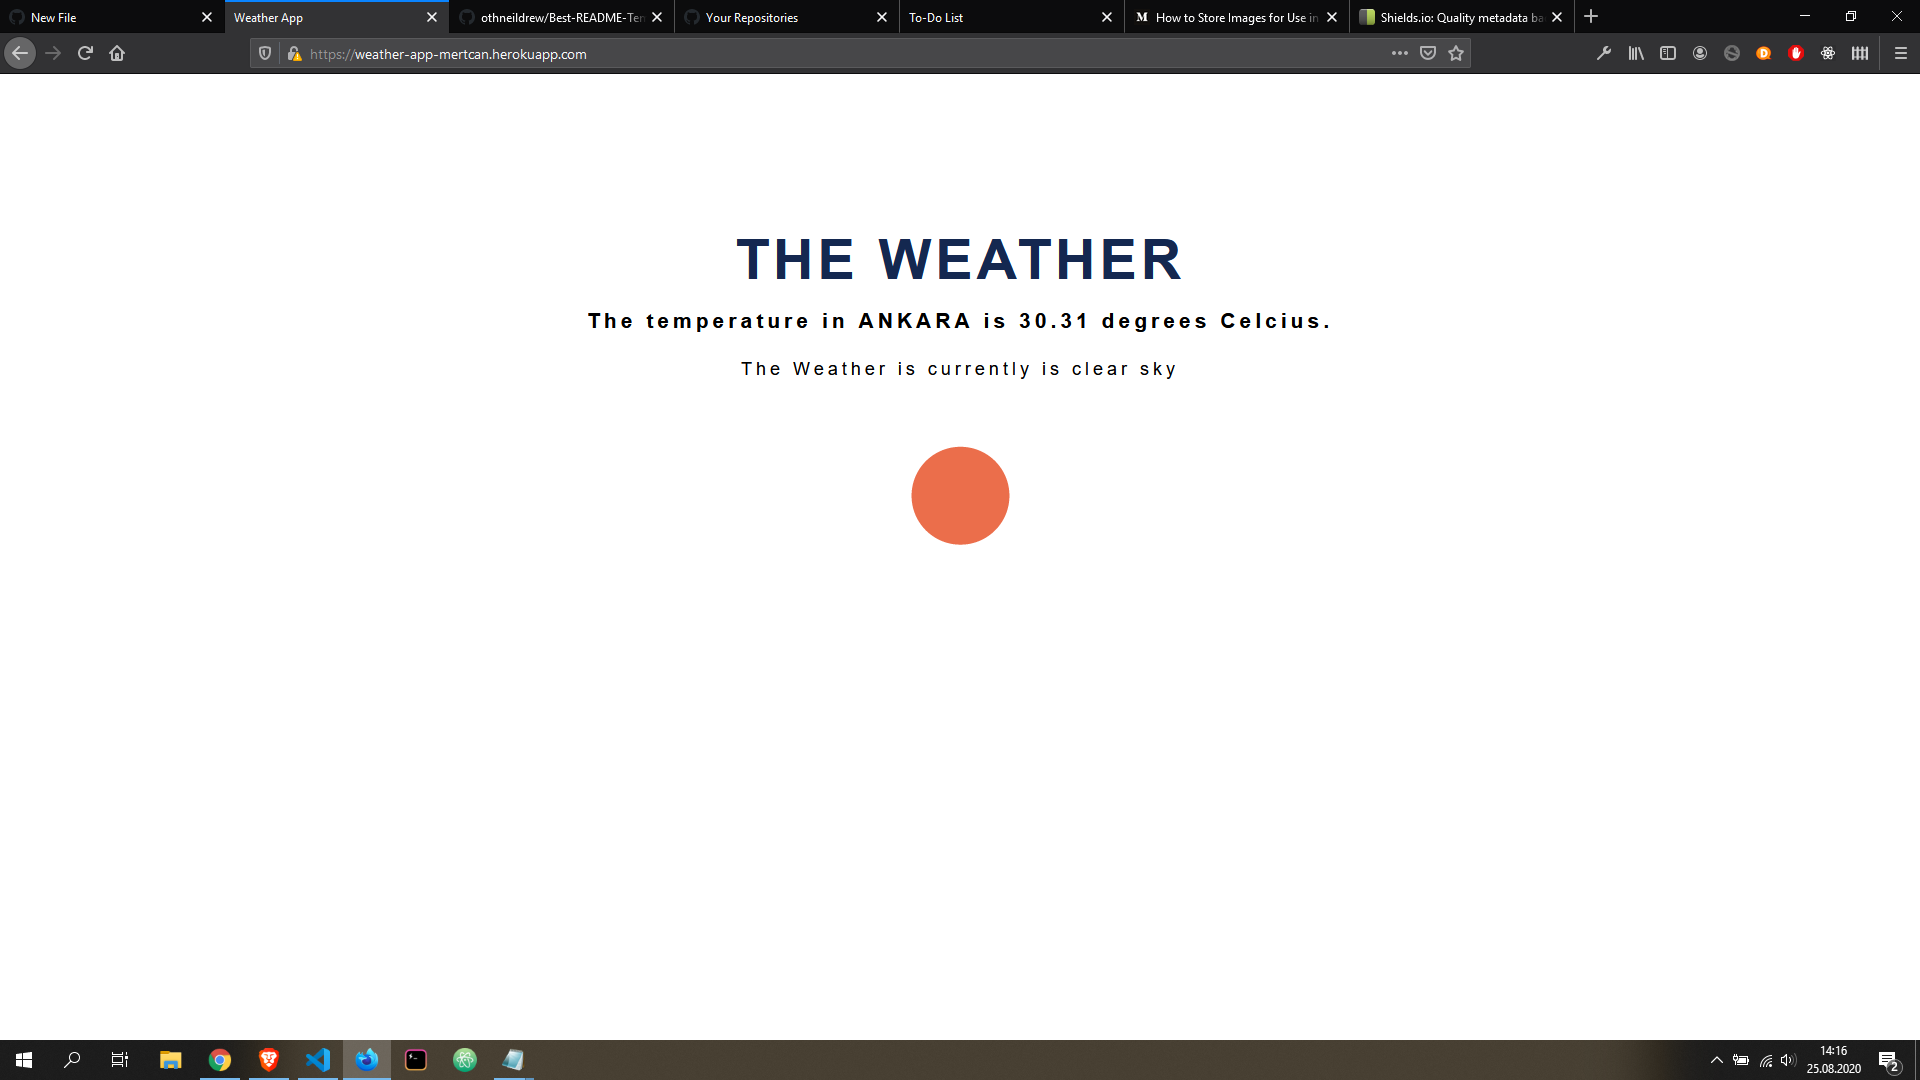 New File
Weather App
othneildrew/Best-README-Ten
Your Repositories
To-Do List
M How to Store Images for Use in
Shields.io: Quality metadata ba
https://weather-app-mertcan.herokuapp.com
THE WEATHER
The temperature in ANKARA is 30.31 degrees Celcius.
The Weather is currently is clear sky
14:16
25.08.2020
2